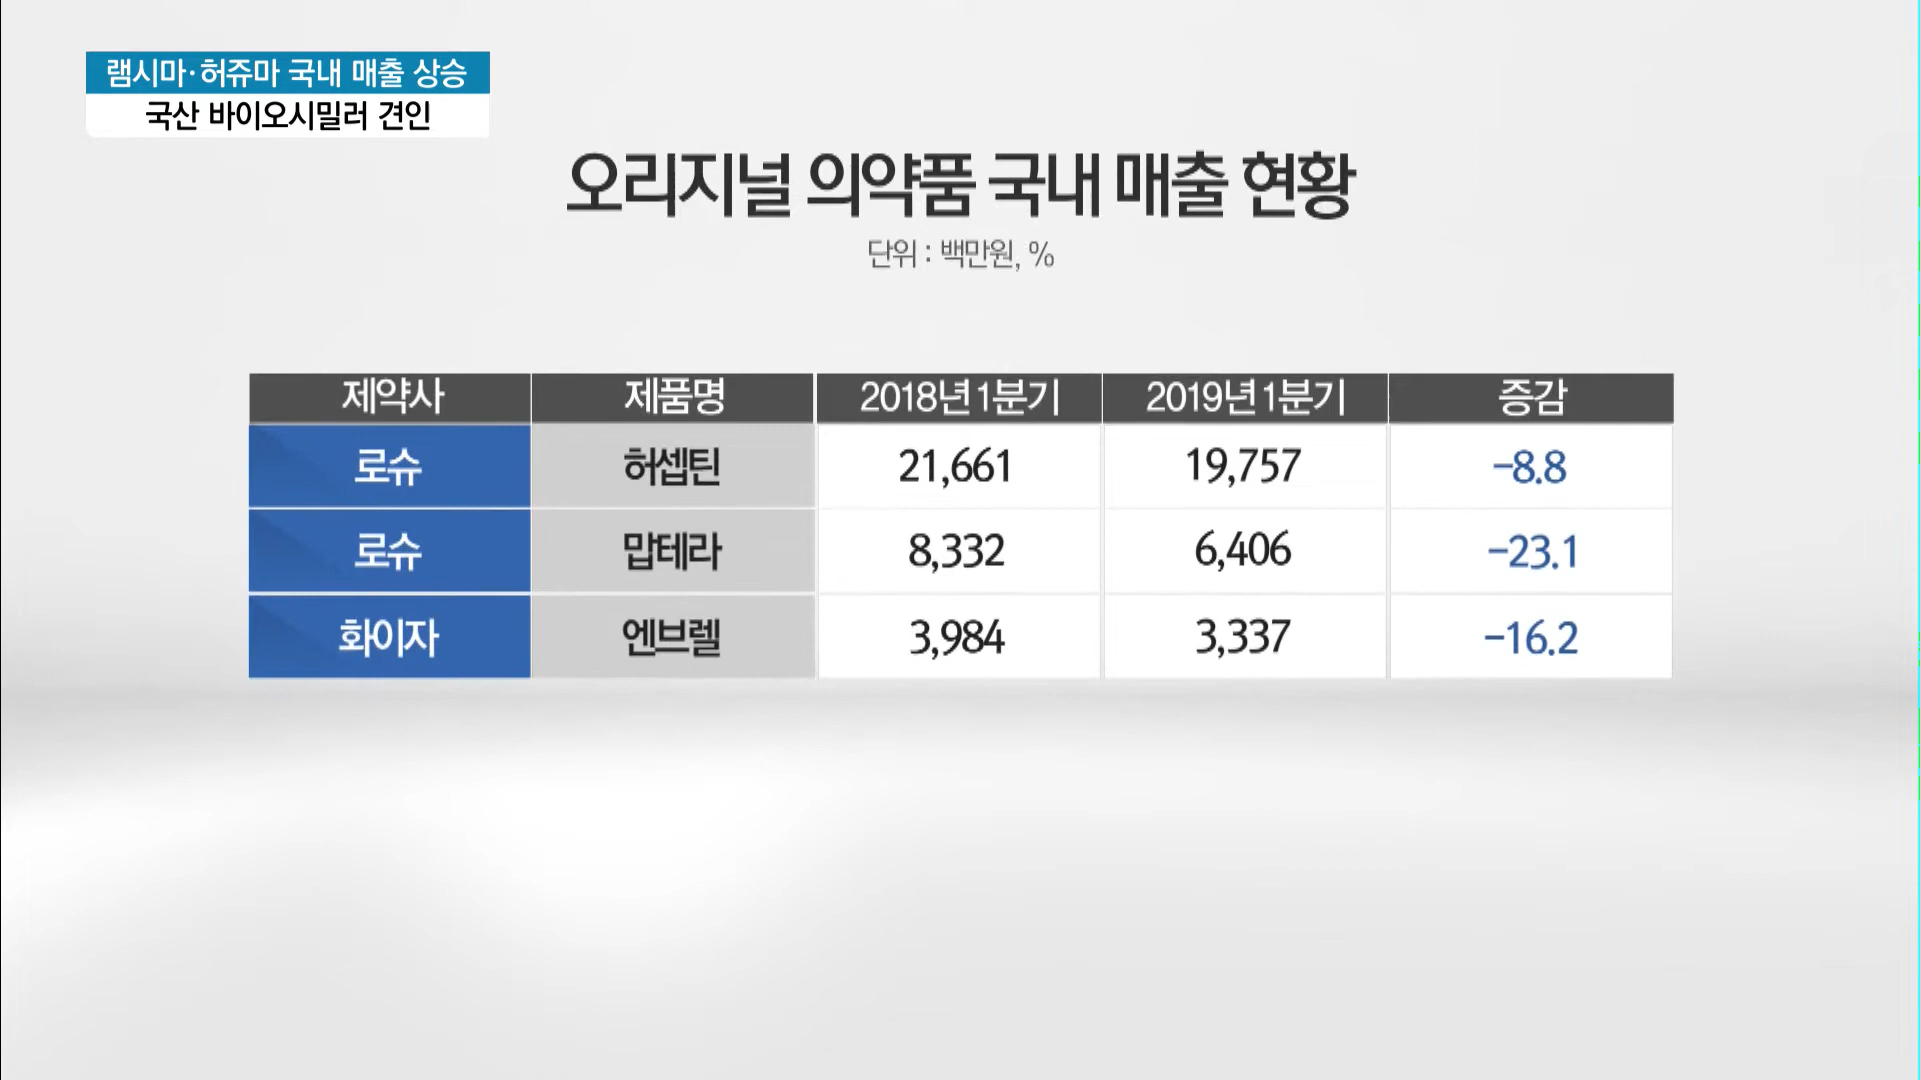 램시마·허쥬마 국내 매출 상승
국산 바이오시밀러 견인
오리지널 의약품 국내 매출 현황
단위 : 백만원, %
제약사 제품명 2018년 1분기 2019년 1분기 증감
로슈 허셉틴 21,661 19,757 -8.8
로슈 맙테라 8,332 6,406 -23.1
화이자 엔브렐 3,984 3,337 -16.2